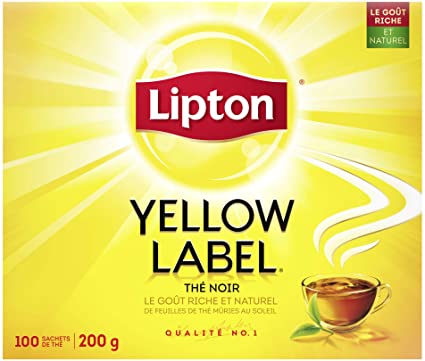 LE GOÛT
RICHE
ET
NATUREL
Lipton®
YELLOW
LABEL®
THÉ NOIR
LE GOÛT RICHE ET NATUREL
DE FEUILLES DE THÉ MÛRIES AU SOLEIL
QUALITÉ NO.1
100 SACHETS DE THÉ 200 g